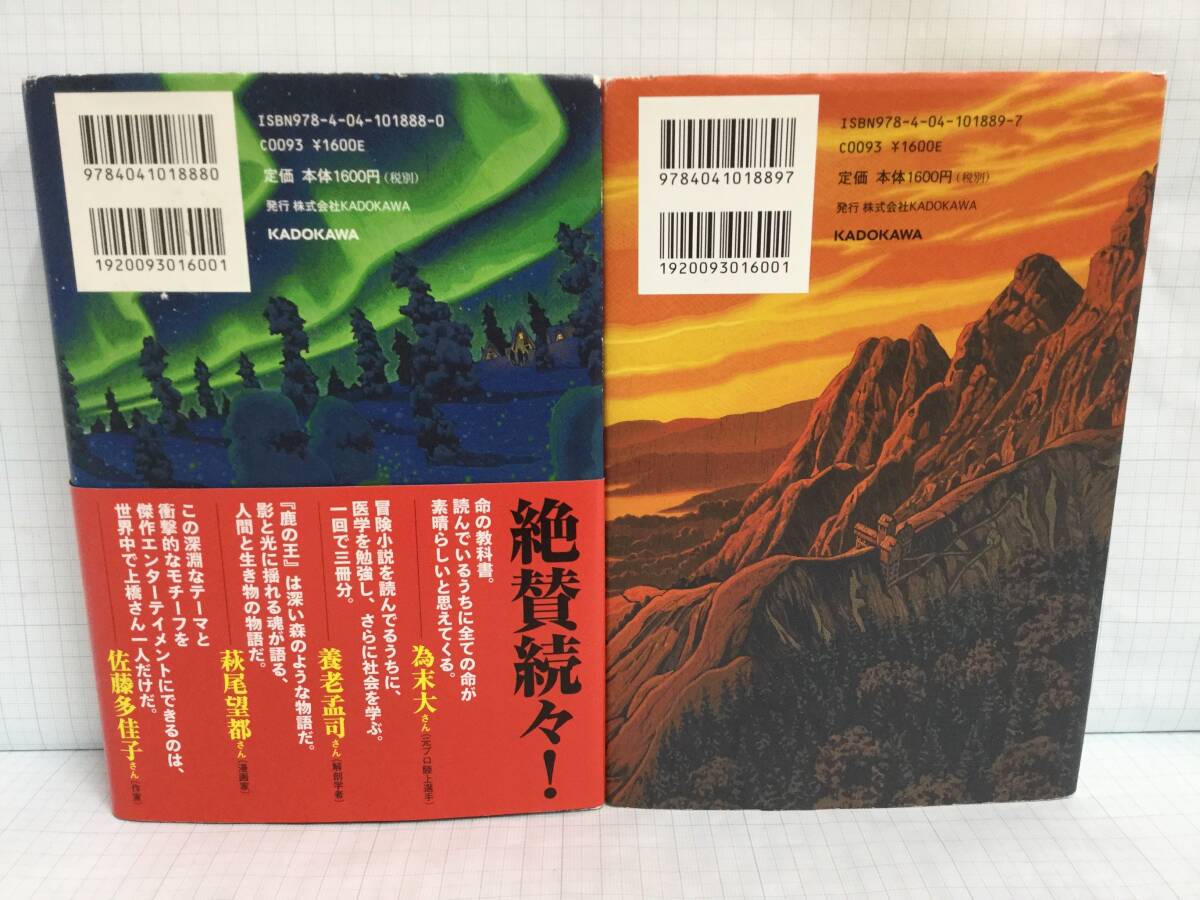 9784041018880
1920093016001
ISBN978-4-04-101888-0
C0093 ¥1600E
定価 本体1600円(税別)
発行 株式会社KADOKAWA
KADOKAWA
絶賛続々!
命の教科書。
読んでいるうちに全ての命が
素晴らしいと思えてくる。
為末大さん(元プロ陸上選手)
冒険小説を読んでるうちに、
医学を勉強し、さらに社会を学ぶ。
一回で三冊分。
養老孟司さん(解剖学者)
『鹿の王』は深い森のような物語だ。
影と光に揺れる魂が語る、
人間と生き物の物語だ。
萩尾望都さん(漫画家)
この深淵なテーマと
衝撃的なモチーフを
傑作エンターテイメントにできるのは、
世界中で上橋さん一人だけだ。
佐藤多佳子さん(作家)
9784041018897
1920093016001
ISBN978-4-04-101889-7
C0093 ¥1600E
定価 本体1600円(税別)
発行 株式会社KADOKAWA
KADOKAWA